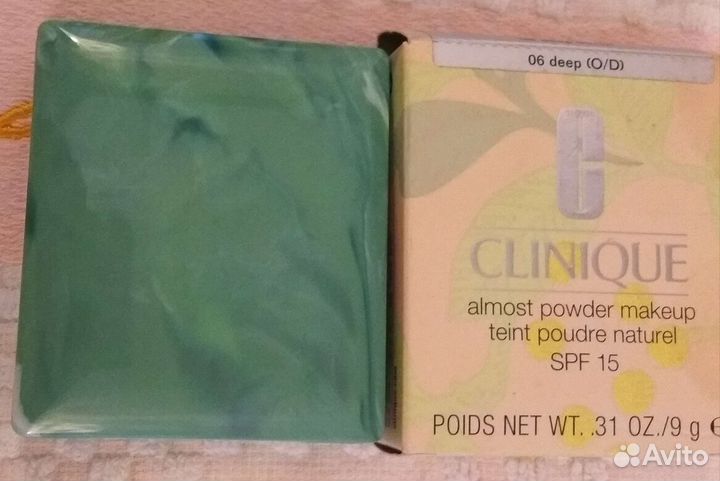 06 deep (O/D)
CLINIQUE
almost powder makeup
teint poudre naturel
SPF 15
POIDS NET WT. .31 OZ./9 g e
Avito